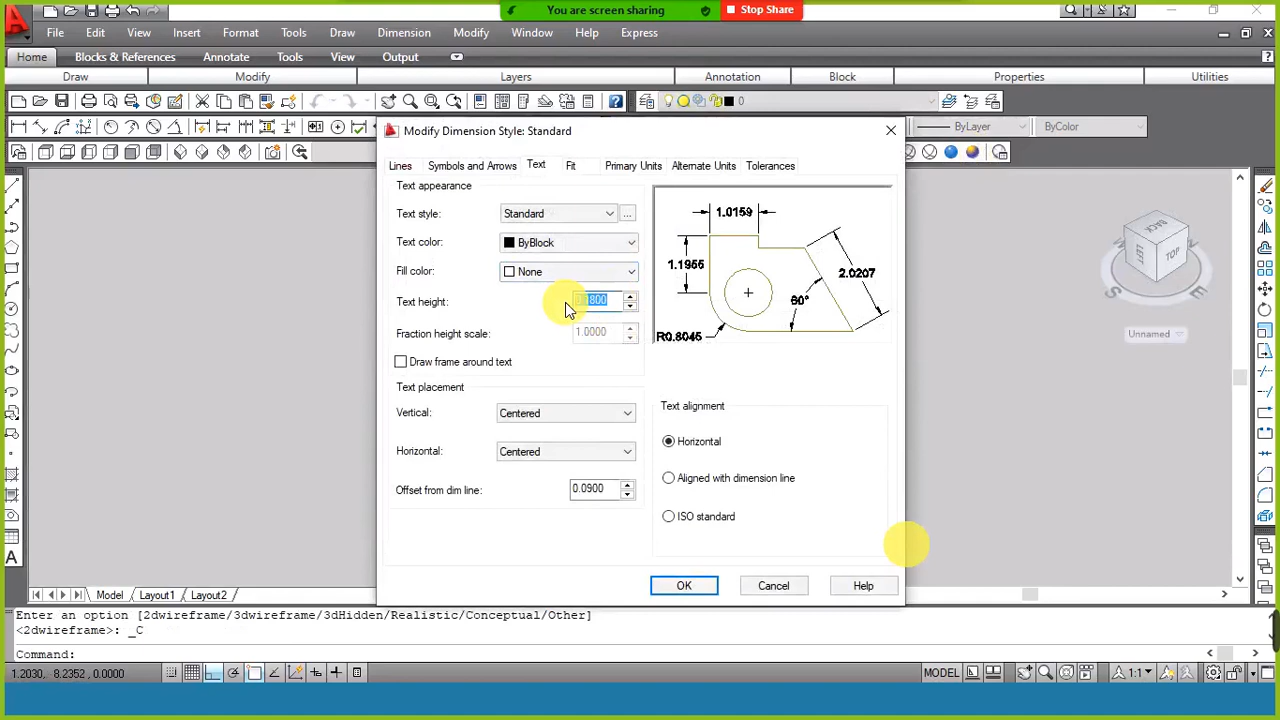 You are screen sharing
Stop Share
File Edit View Insert Format Tools Draw Dimension Modify Window Help Express
Home Blocks & References Annotate Tools View Output
Draw Modify Layers Annotation Block Properties Utilities
0
ByLayer ByColor
Modify Dimension Style: Standard
Lines Symbols and Arrows Text Fit Primary Units Alternate Units Tolerances
Text appearance
Text style: Standard ...
Text color: ByBlock
Fill color: None
Text height:
Fraction height scale: 1.0000
Draw frame around text
Text placement
Vertical: Centered
Horizontal: Centered
Offset from dim line: 0.0900
1.0159
1.1955
2.0207
60°
R0.8045
Text alignment
Horizontal
Aligned with dimension line
ISO standard
OK Cancel Help
BACK
TOP
Unnamed
A
Model Layout1 Layout2
Enter an option [2dwireframe/3dwireframe/3dHidden/Realistic/Conceptual/Other]
<2dwireframe>: _C
Command:
1.2030, -8.2352 , 0.0000
MODEL
1:1